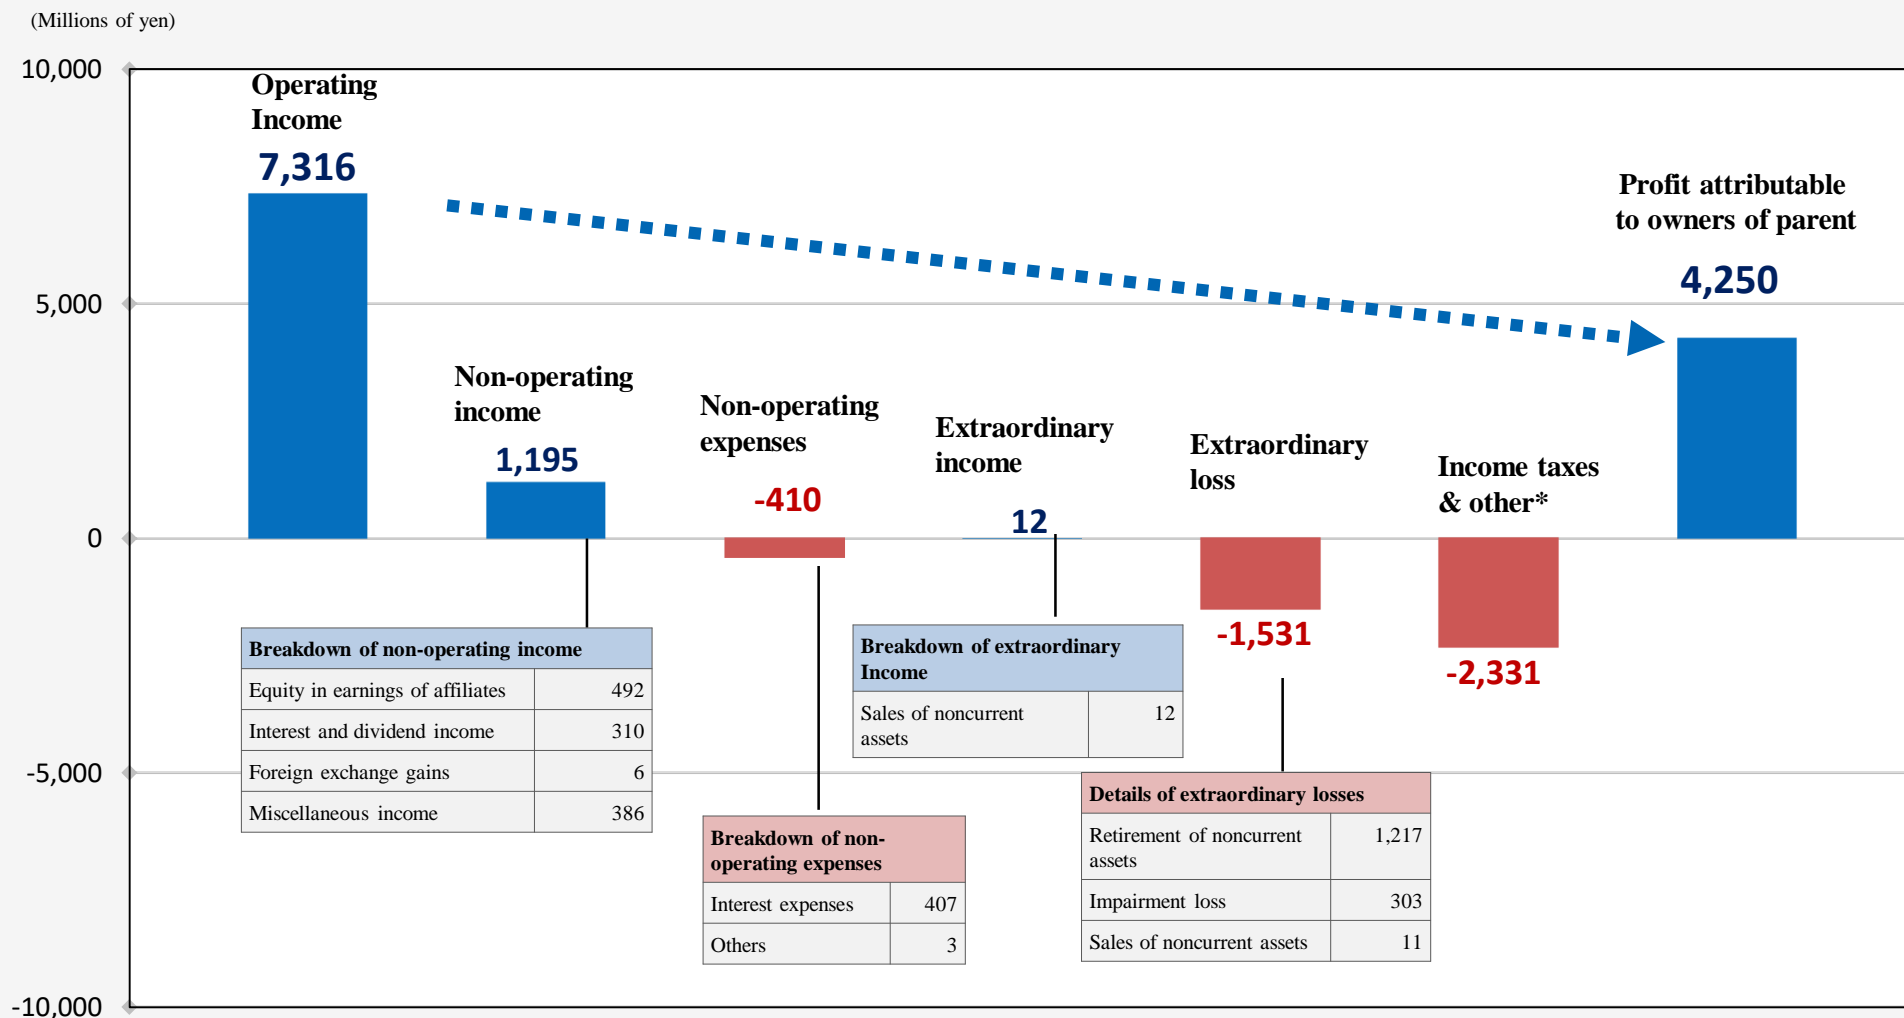 (Millions of yen)
10,000
5,000
0
-5,000
-10,000
Operating
Income
7,316
Non-operating
income
1,195
Non-operating
expenses
-410
Extraordinary
income
12
Extraordinary
loss
-1,531
Income taxes
& other*
-2,331
Profit attributable
to owners of parent
4,250
Breakdown of non-operating income
Equity in earnings of affiliates 492
Interest and dividend income 310
Foreign exchange gains 6
Miscellaneous income 386
Breakdown of non-
operating expenses
Interest expenses 407
Others 3
Breakdown of extraordinary
Income
Sales of noncurrent 12
assets
Details of extraordinary losses
Retirement of noncurrent 1,217
assets
Impairment loss 303
Sales of noncurrent assets 11